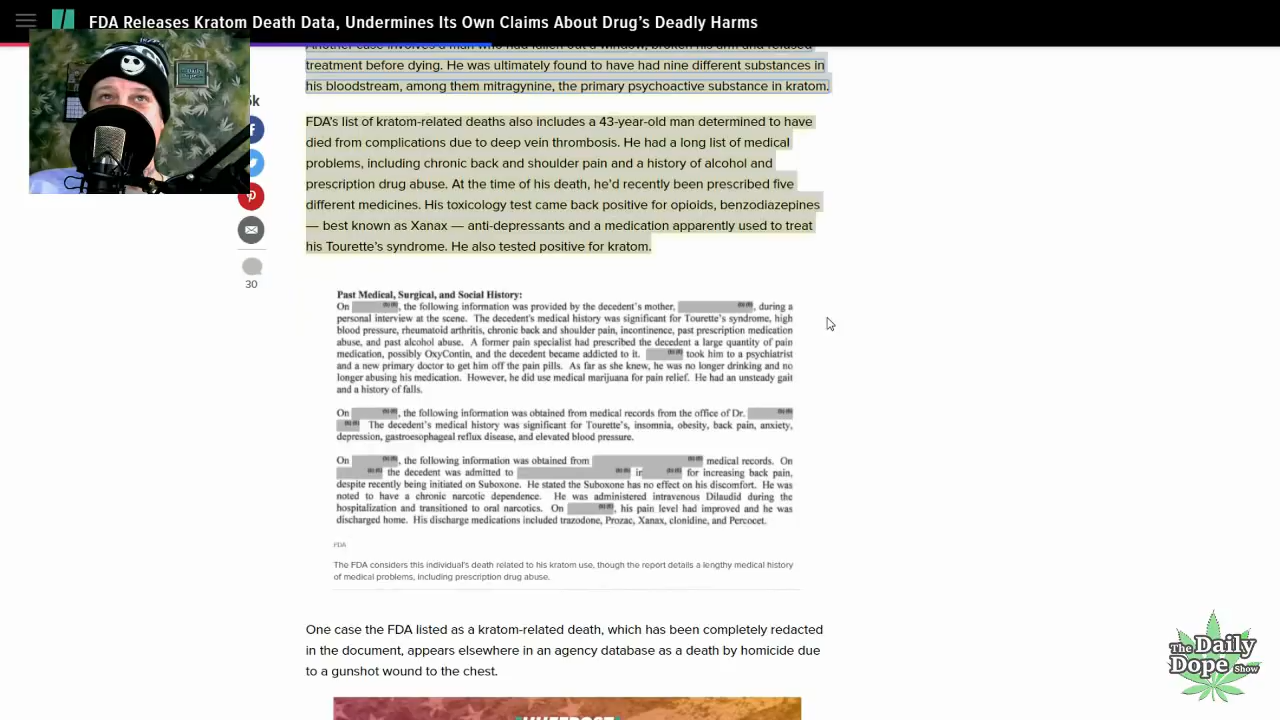 FDA Releases Kratom Death Data, Undermines Its Own Claims About Drug's Deadly Harms
Another case involves a man who had fallen out a window, broken his arm and refused
treatment before dying. He was ultimately found to have had nine different substances in
his bloodstream, among them mitragynine, the primary psychoactive substance in kratom.
FDA's list of kratom-related deaths also includes a 43-year-old man determined to have
died from complications due to deep vein thrombosis. He had a long list of medical
problems, including chronic back and shoulder pain and a history of alcohol and
prescription drug abuse. At the time of his death, he'd recently been prescribed five
different medicines. His toxicology test came back positive for opioids, benzodiazepines
— best known as Xanax — anti-depressants and a medication apparently used to treat
his Tourette's syndrome. He also tested positive for kratom.
30
Past Medical, Surgical, and Social History:
On (b) (6), the following information was provided by the decedent's mother, (b) (6), during a
personal interview at the scene. The decedent's medical history was significant for Tourette's syndrome, high
blood pressure, rheumatoid arthritis, chronic back and shoulder pain, incontinence, past prescription medication
abuse, and past alcohol abuse. A former pain specialist had prescribed the decedent a large quantity of pain
medication, possibly OxyContin, and the decedent became addicted to it. (b) (6) took him to a psychiatrist
and a new primary doctor to get him off the pain pills. As far as she knew, he was no longer drinking and no
longer abusing his medication. However, he did use medical marijuana for pain relief. He had an unsteady gait
and a history of falls.
On (b) (6), the following information was obtained from medical records from the office of Dr. (b) (6)
(b) (6) The decedent's medical history was significant for Tourette's, insomnia, obesity, back pain, anxiety,
depression, gastroesophageal reflux disease, and elevated blood pressure.
On (b) (6), the following information was obtained from (b) (6) medical records. On
(b) (6) the decedent was admitted to (b) (6) in (b) (6) for increasing back pain,
despite recently being initiated on Suboxone. He stated the Suboxone has no effect on his discomfort. He was
noted to have a chronic narcotic dependence. He was administered intravenous Dilaudid during the
hospitalization and transitioned to oral narcotics. On (b) (6), his pain level had improved and he was
discharged home. His discharge medications included trazodone, Prozac, Xanax, clonidine, and Percocet.
FDA
The FDA considers this individual's death related to his kratom use, though the report details a lengthy medical history
of medical problems, including prescription drug abuse.
One case the FDA listed as a kratom-related death, which has been completely redacted
in the document, appears elsewhere in an agency database as a death by homicide due
to a gunshot wound to the chest.
HUFFPOST
The Daily
Dope Show